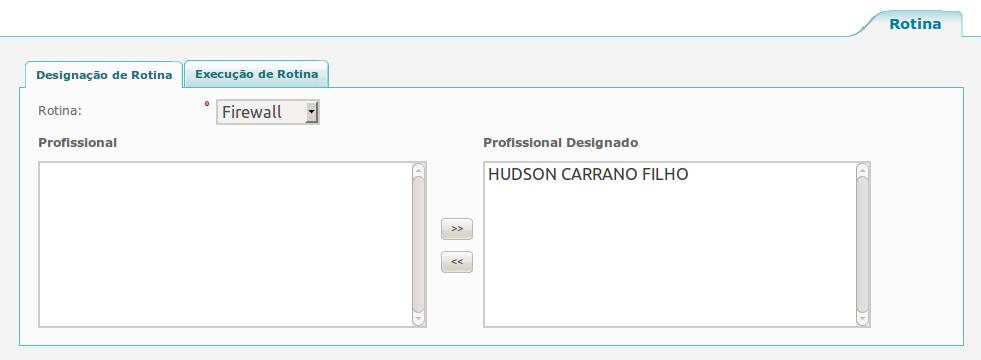 Rotina
Designação de Rotina
Execução de Rotina
Rotina:
Firewall
Profissional
Profissional Designado
HUDSON CARRANO FILHO
>>
<<